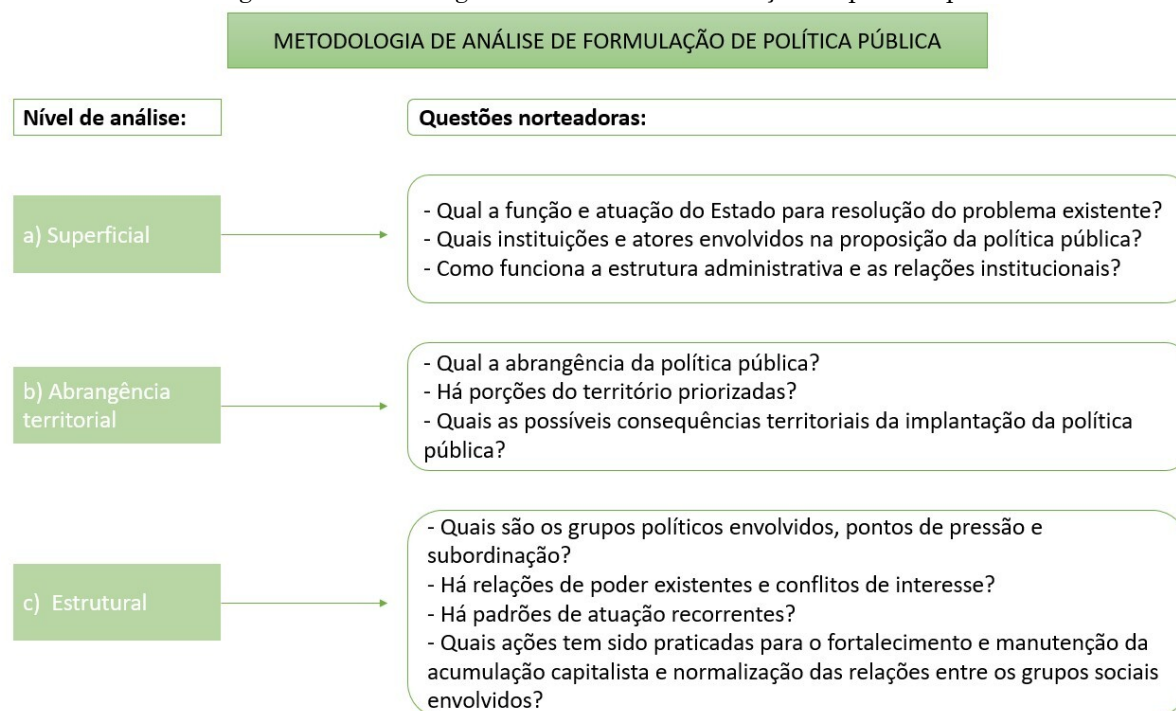 METODOLOGIA DE ANÁLISE DE FORMULAÇÃO DE POLÍTICA PÚBLICA
Nível de análise:
Questões norteadoras:
a) Superficial
- Qual a função e atuação do Estado para resolução do problema existente?
- Quais instituições e atores envolvidos na proposição da política pública?
- Como funciona a estrutura administrativa e as relações institucionais?
b) Abrangência
territorial
- Qual a abrangência da política pública?
- Há porções do território priorizadas?
- Quais as possíveis consequências territoriais da implantação da política
pública?
c) Estrutural
- Quais são os grupos políticos envolvidos, pontos de pressão e
subordinação?
- Há relações de poder existentes e conflitos de interesse?
- Há padrões de atuação recorrentes?
- Quais ações tem sido praticadas para o fortalecimento e manutenção da
acumulação capitalista e normalização das relações entre os grupos sociais
envolvidos?